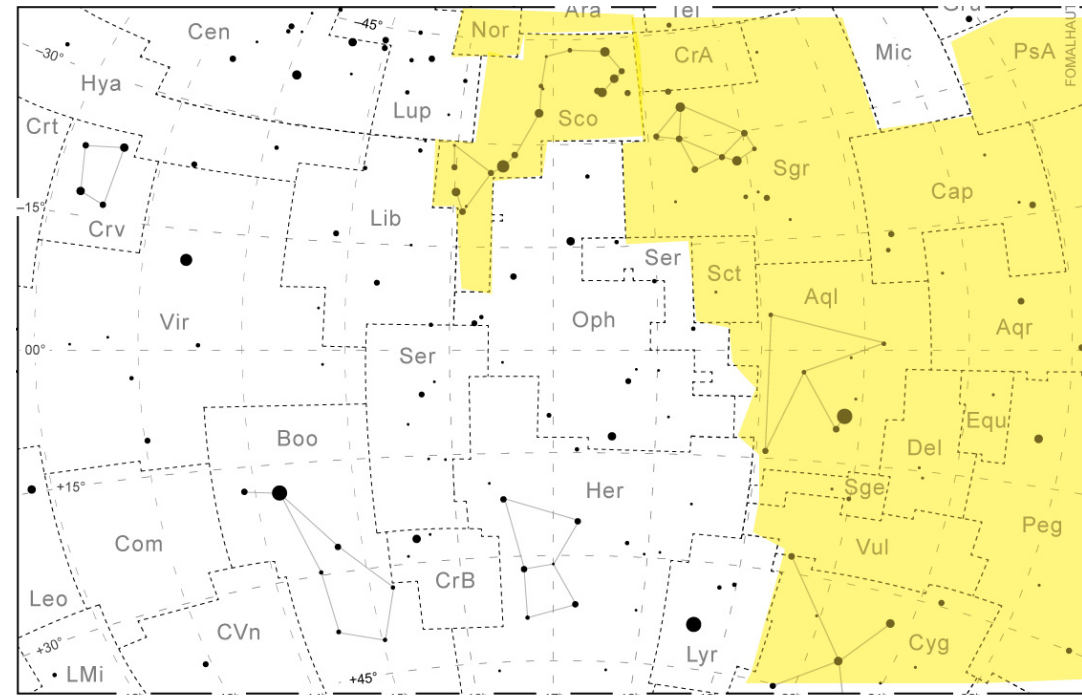 Ara
Tel
Gru
Cen
-45°
Nor
-30°
CrA
Mic
PsA
FOMALHAUT
Hya
Lup
Sco
Crt
Sgr
Cap
-15°
Crv
Lib
Ser
Sct
Vir
Oph
Aql
Aqr
00°
Ser
Boo
Equ
Del
+15°
Her
Sge
Peg
Com
Vul
CrB
Leo
CVn
+30°
Cyg
Lyr
LMi
+45°